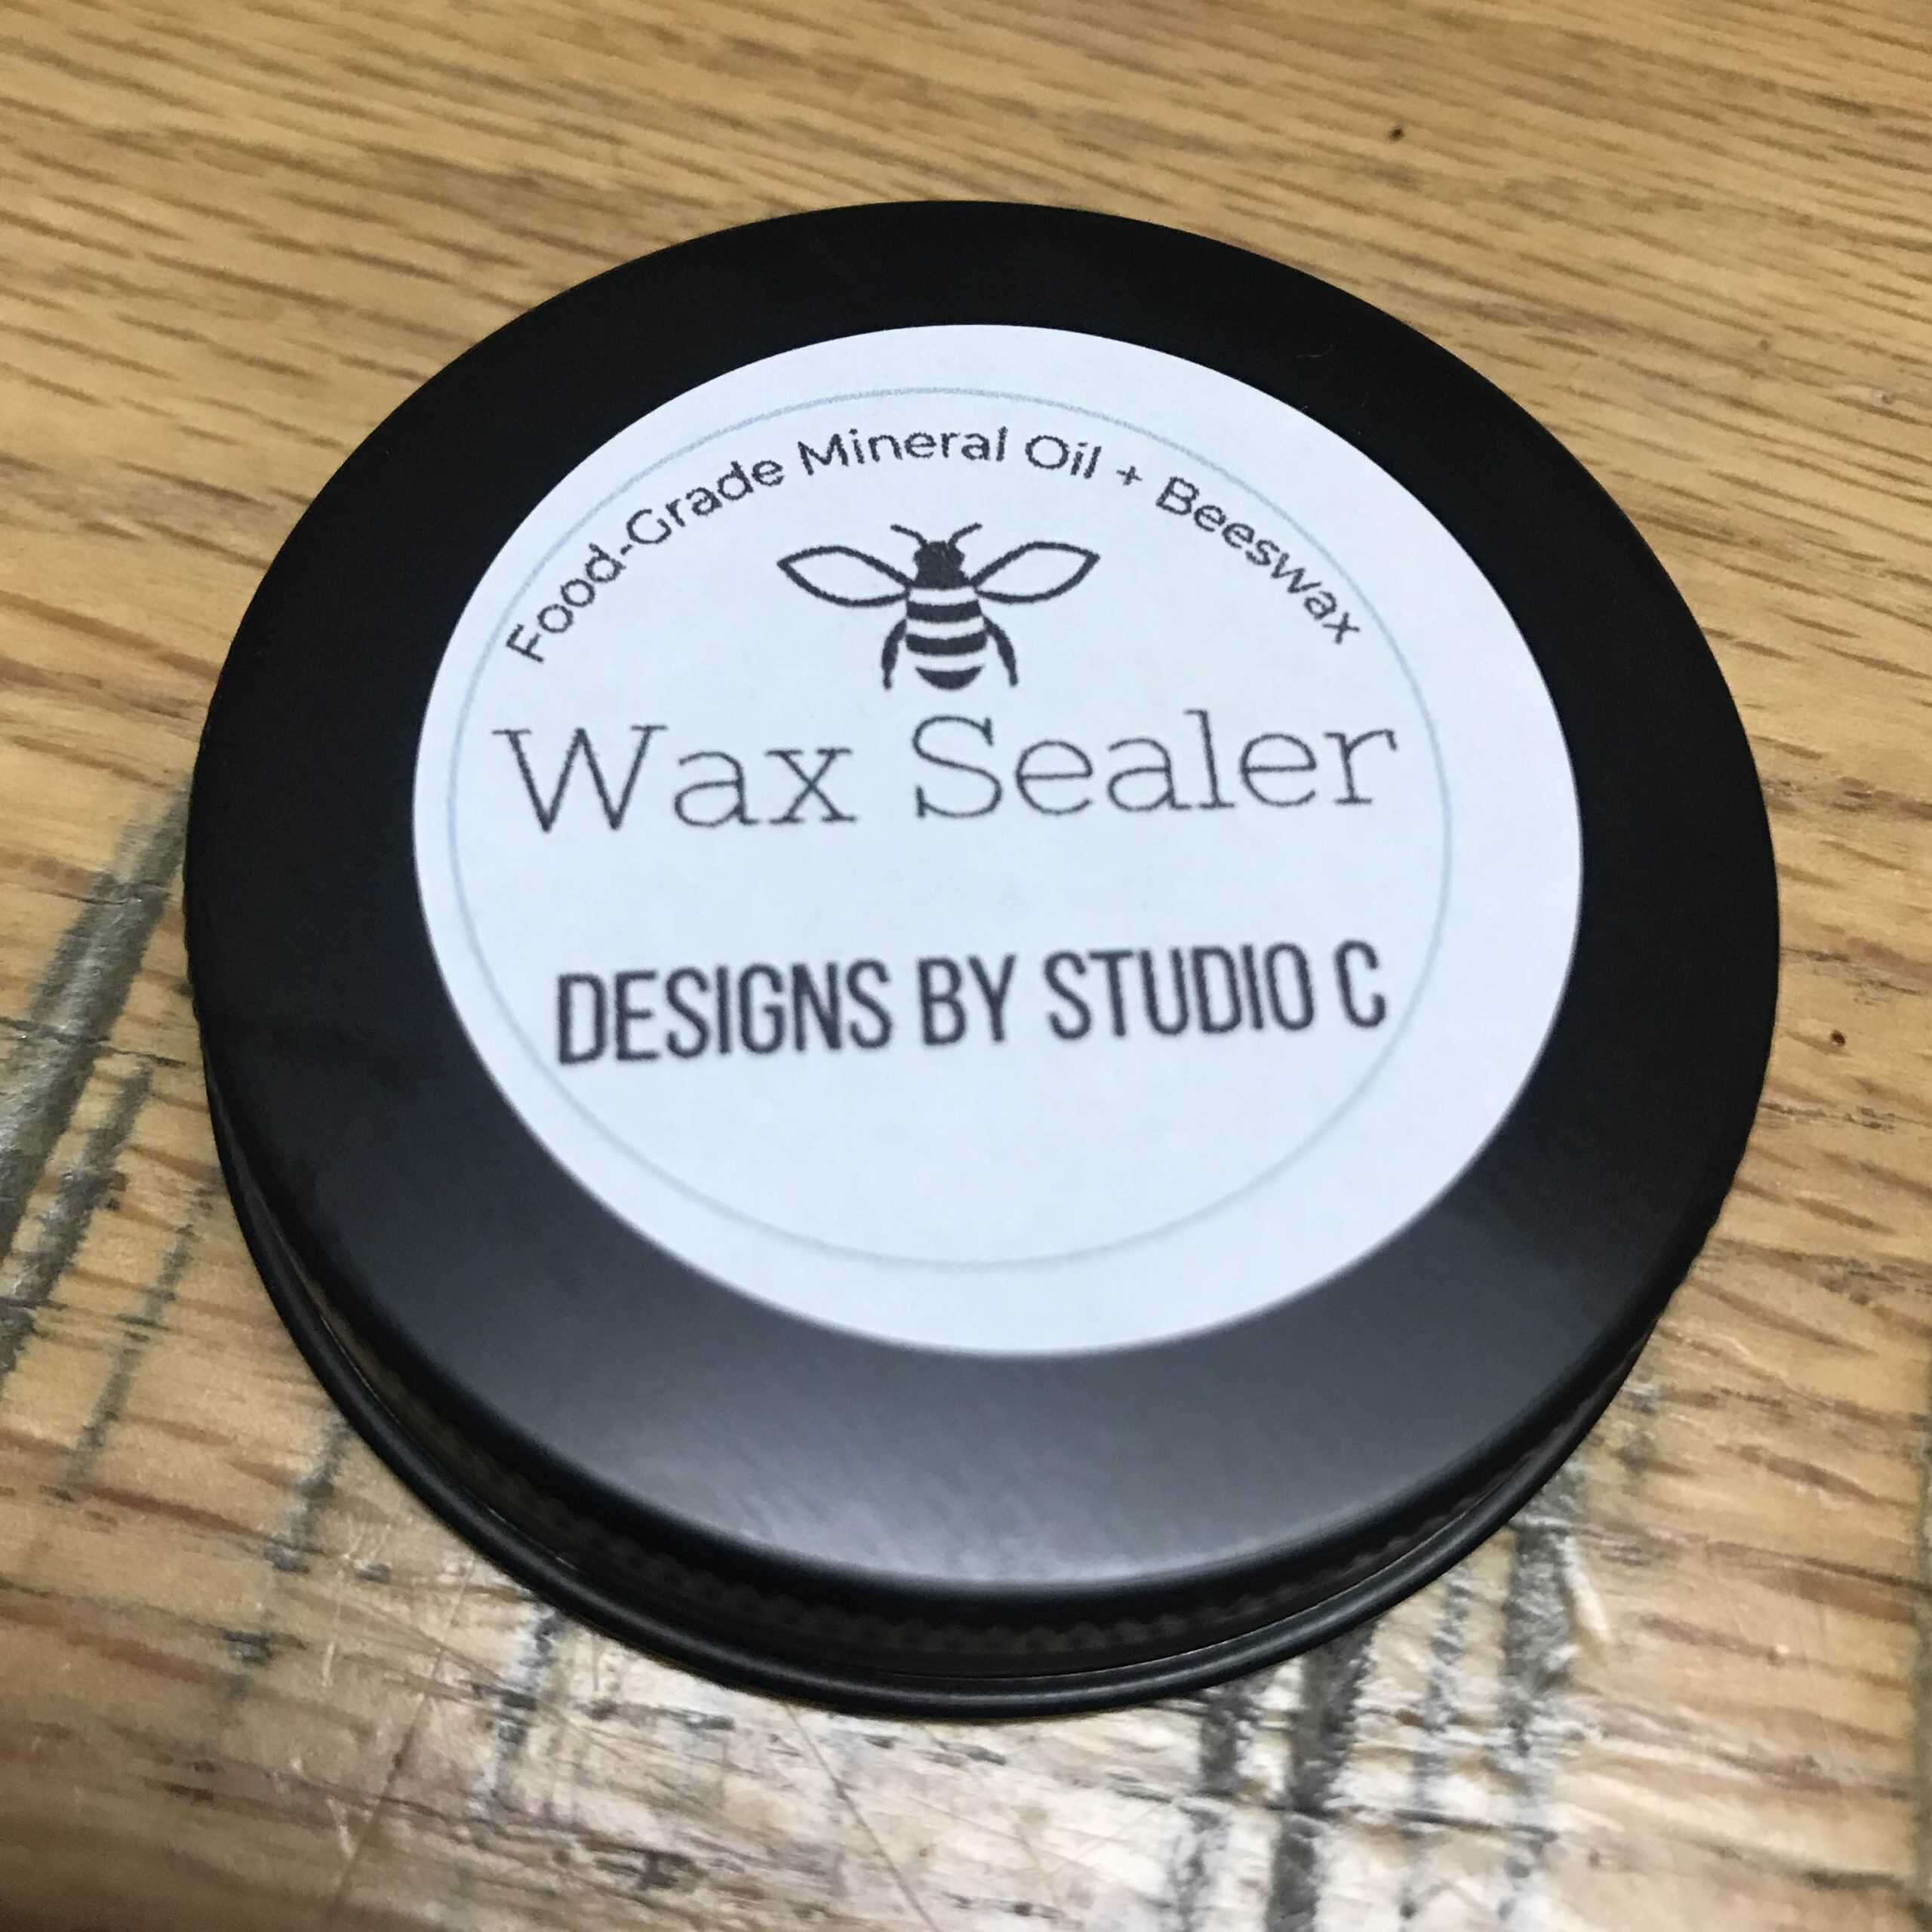 Food-Grade Mineral Oil + Beeswax
Wax Sealer
DESIGNS BY STUDIO C